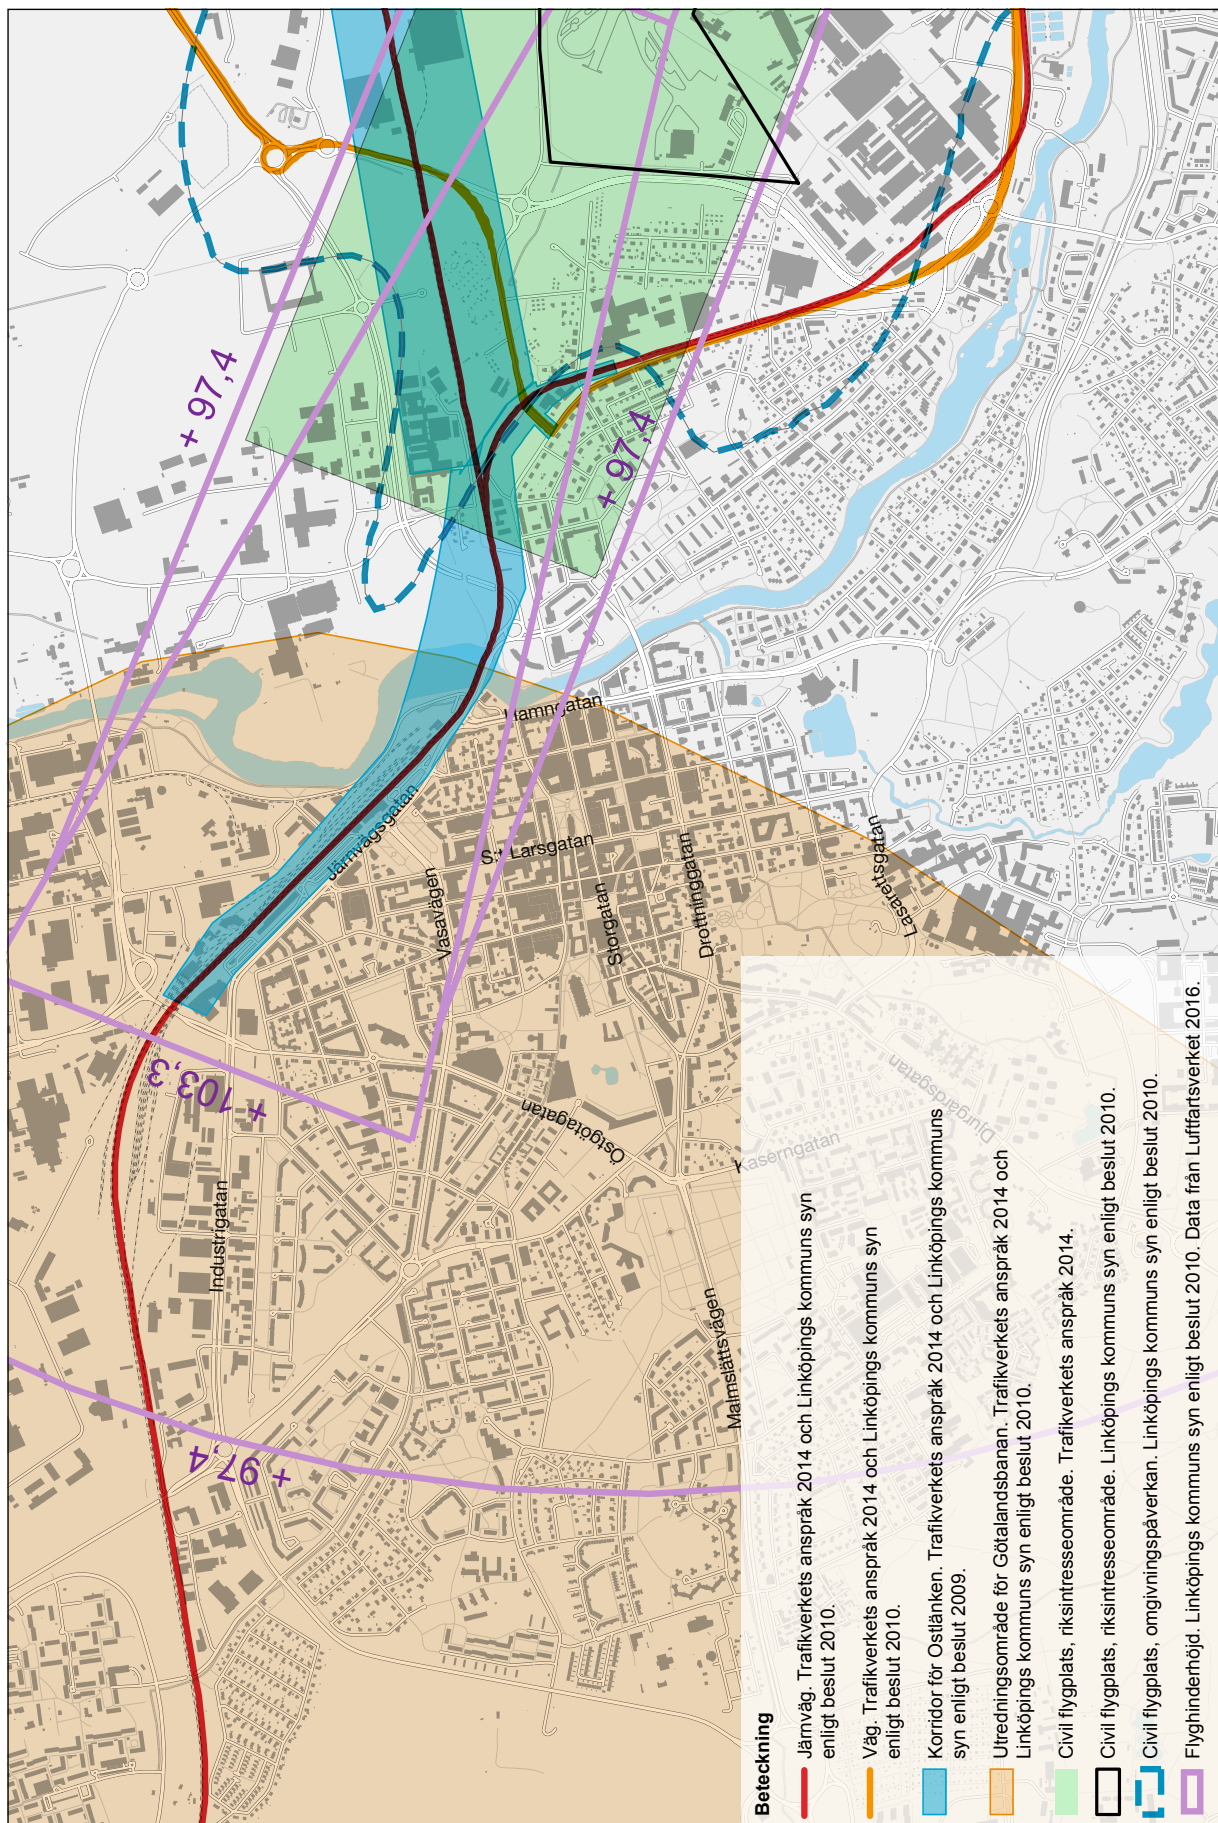 + 97,4
+ 97,4
+ 103,3
+ 97,4
Hamngatan
Järnvägsgatan
S:t Larsgatan
Vasavägen
Storgatan
Drottninggatan
Lasarettsgatan
Östgötagatan
Industrigatan
Malmslättsvägen
Kaserngatan
Djurgårdsgatan
Beteckning
Järnväg. Trafikverkets anspråk 2014 och Linköpings kommuns syn
enligt beslut 2010.
Väg. Trafikverkets anspråk 2014 och Linköpings kommuns syn
enligt beslut 2010.
Korridor för Ostlänken. Trafikverkets anspråk 2014 och Linköpings kommuns
syn enligt beslut 2009.
Utredningsområde för Götalandsbanan. Trafikverkets anspråk 2014 och
Linköpings kommuns syn enligt beslut 2010.
Civil flygplats, riksintresseområde. Trafikverkets anspråk 2014.
Civil flygplats, riksintresseområde. Linköpings kommuns syn enligt beslut 2010.
Civil flygplats, omgivningspåverkan. Linköpings kommuns syn enligt beslut 2010.
Flyghinderhöjd. Linköpings kommuns syn enligt beslut 2010. Data från Luftfartsverket 2016.